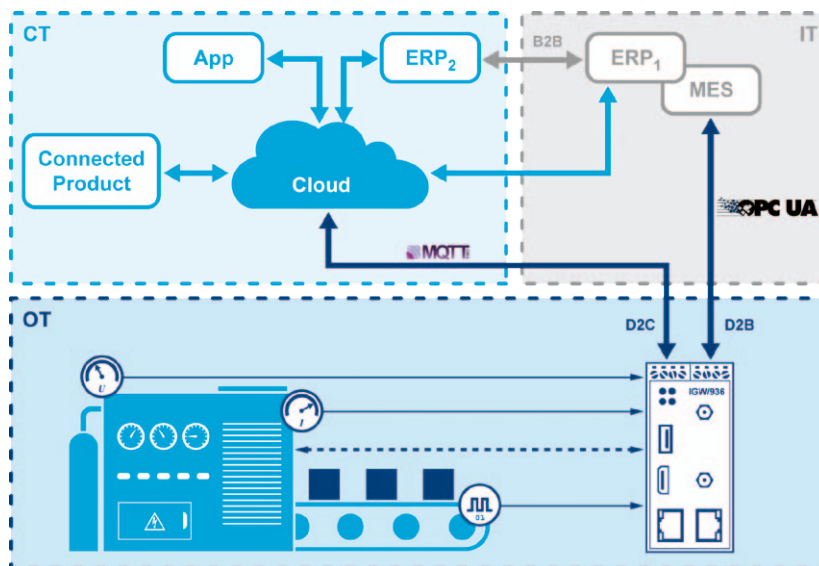 CT
IT
App
ERP2
B2B
ERP1
MES
Connected
Product
Cloud
OPC UA
MQTT
OT
D2C
D2B
U
IGW/936
I
01